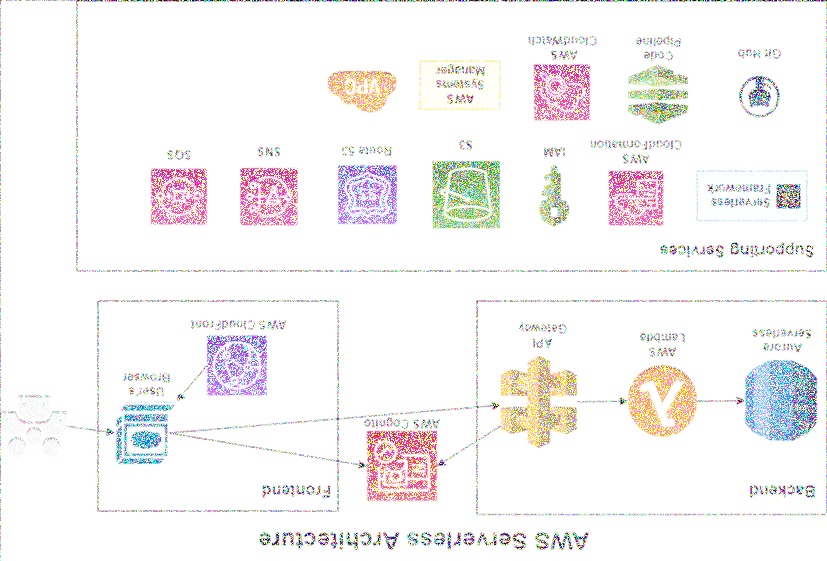 AWS Serverless Architecture
Backend
Aurora
Serverless
AWS
Lambda
API
Gateway
AWS Cognito
Frontend
User's
Browser
AWS CloudFront
Supporting Services
Serverless
Framework
AWS
CloudFormation
IAM
S3
Route 53
SNS
SQS
Git Hub
Code
Pipeline
AWS
CloudWatch
AWS
Systems
Manager
VPC